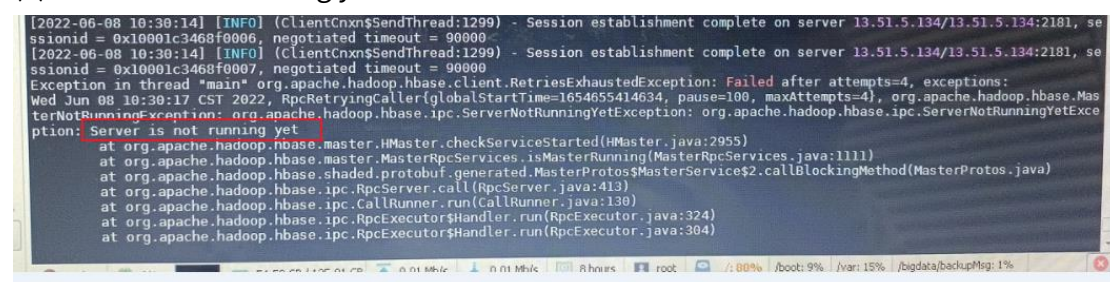 [2022-06-08 10:30:14] [INFO] (ClientCnxn$SendThread:1299) - Session establishment complete on server 13.51.5.134/13.51.5.134:2181, se
ssionid = 0x10001c3468f0006, negotiated timeout = 90000
[2022-06-08 10:30:14] [INFO] (ClientCnxn$SendThread:1299) - Session establishment complete on server 13.51.5.134/13.51.5.134:2181, se
ssionid = 0x10001c3468f0007, negotiated timeout = 90000
Exception in thread "main" org.apache.hadoop.hbase.client.RetriesExhaustedException: Failed after attempts=4, exceptions:
Wed Jun 08 10:30:17 CST 2022, RpcRetryingCaller{globalStartTime=1654655414634, pause=100, maxAttempts=4}, org.apache.hadoop.hbase.Mas
terNotRunningException: org.apache.hadoop.hbase.ipc.ServerNotRunningYetException: org.apache.hadoop.hbase.ipc.ServerNotRunningYetExce
ption: Server is not running yet
at org.apache.hadoop.hbase.master.HMaster.checkServiceStarted(HMaster.java:2955)
at org.apache.hadoop.hbase.master.MasterRpcServices.isMasterRunning(MasterRpcServices.java:1111)
at org.apache.hadoop.hbase.shaded.protobuf.generated.MasterProtos$MasterService$2.callBlockingMethod(MasterProtos.java)
at org.apache.hadoop.hbase.ipc.RpcServer.call(RpcServer.java:413)
at org.apache.hadoop.hbase.ipc.CallRunner.run(CallRunner.java:130)
at org.apache.hadoop.hbase.ipc.RpcExecutor$Handler.run(RpcExecutor.java:324)
at org.apache.hadoop.hbase.ipc.RpcExecutor$Handler.run(RpcExecutor.java:304)
0.01 Mb/s 0.01 Mb/s 8 hours root /: 80% /boot: 9% /var: 15% /bigdata/backupMsg: 1%